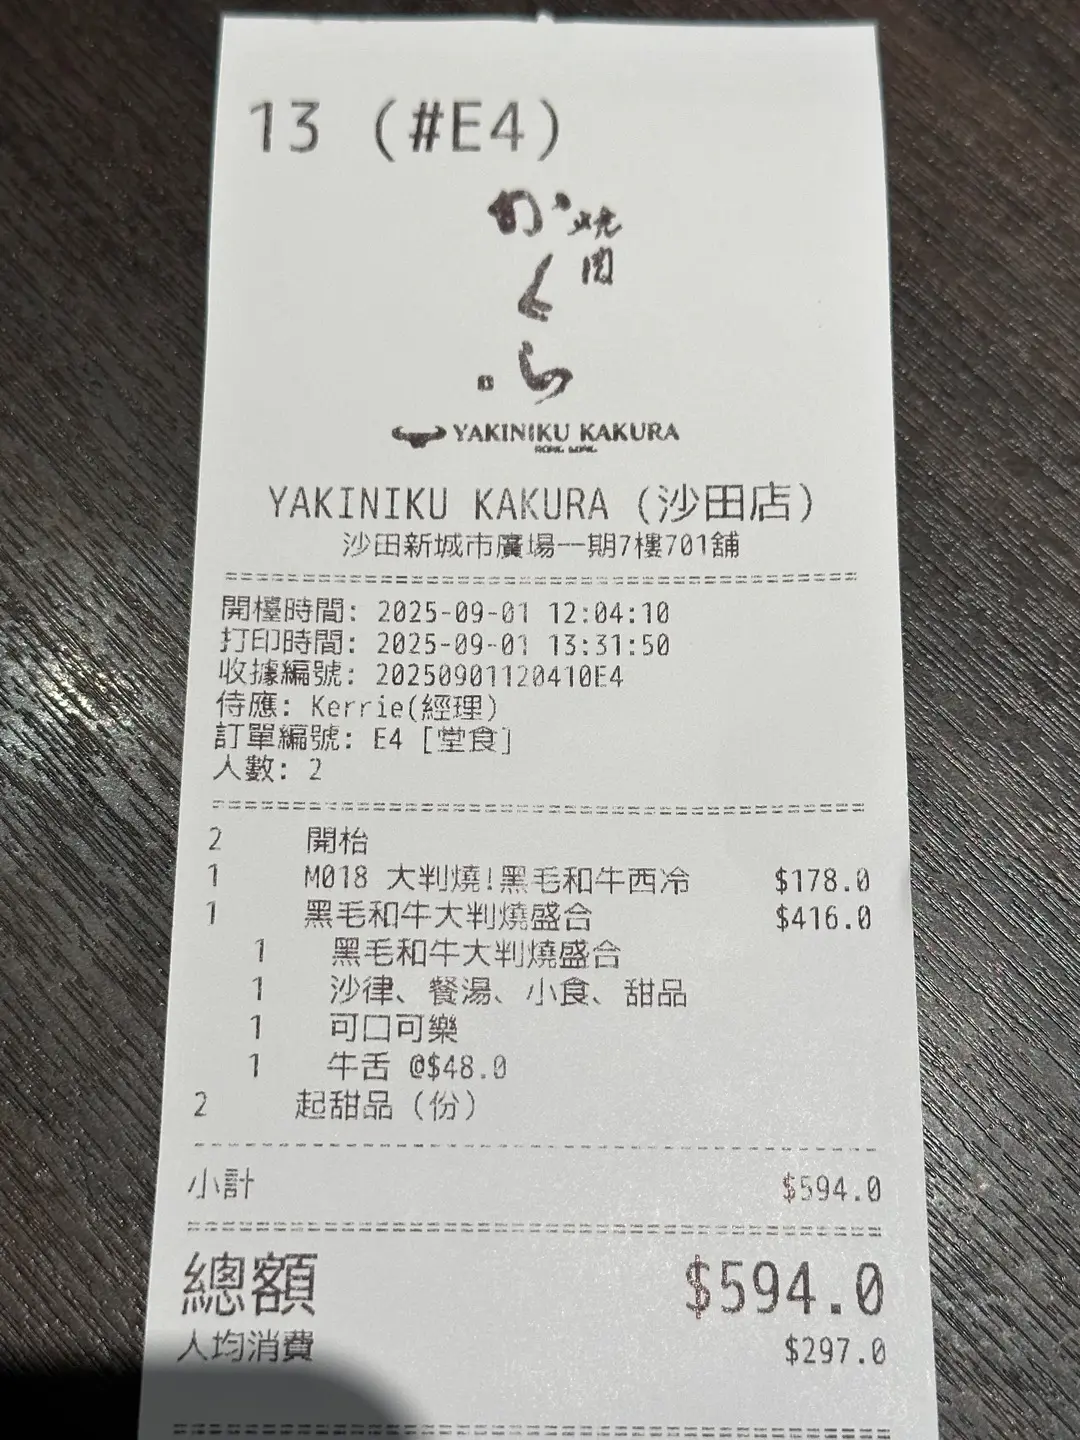 13 (#E4)
焼肉
かくら
YAKINIKU KAKURA
HONG KONG
YAKINIKU KAKURA (沙田店)
沙田新城市廣場一期7樓701舖
開檯時間: 2025-09-01 12:04:10
打印時間: 2025-09-01 13:31:50
收據編號: 20250901120410E4
侍應: Kerrie(經理)
訂單編號: E4 [堂食]
人數: 2
2 開枱
1 M018 大判燒!黑毛和牛西冷 $178.0
1 黑毛和牛大判燒盛合 $416.0
1 黑毛和牛大判燒盛合
1 沙律、餐湯、小食、甜品
1 可口可樂
1 牛舌 @$48.0
2 起甜品（份）
小計 $594.0
總額 $594.0
人均消費 $297.0